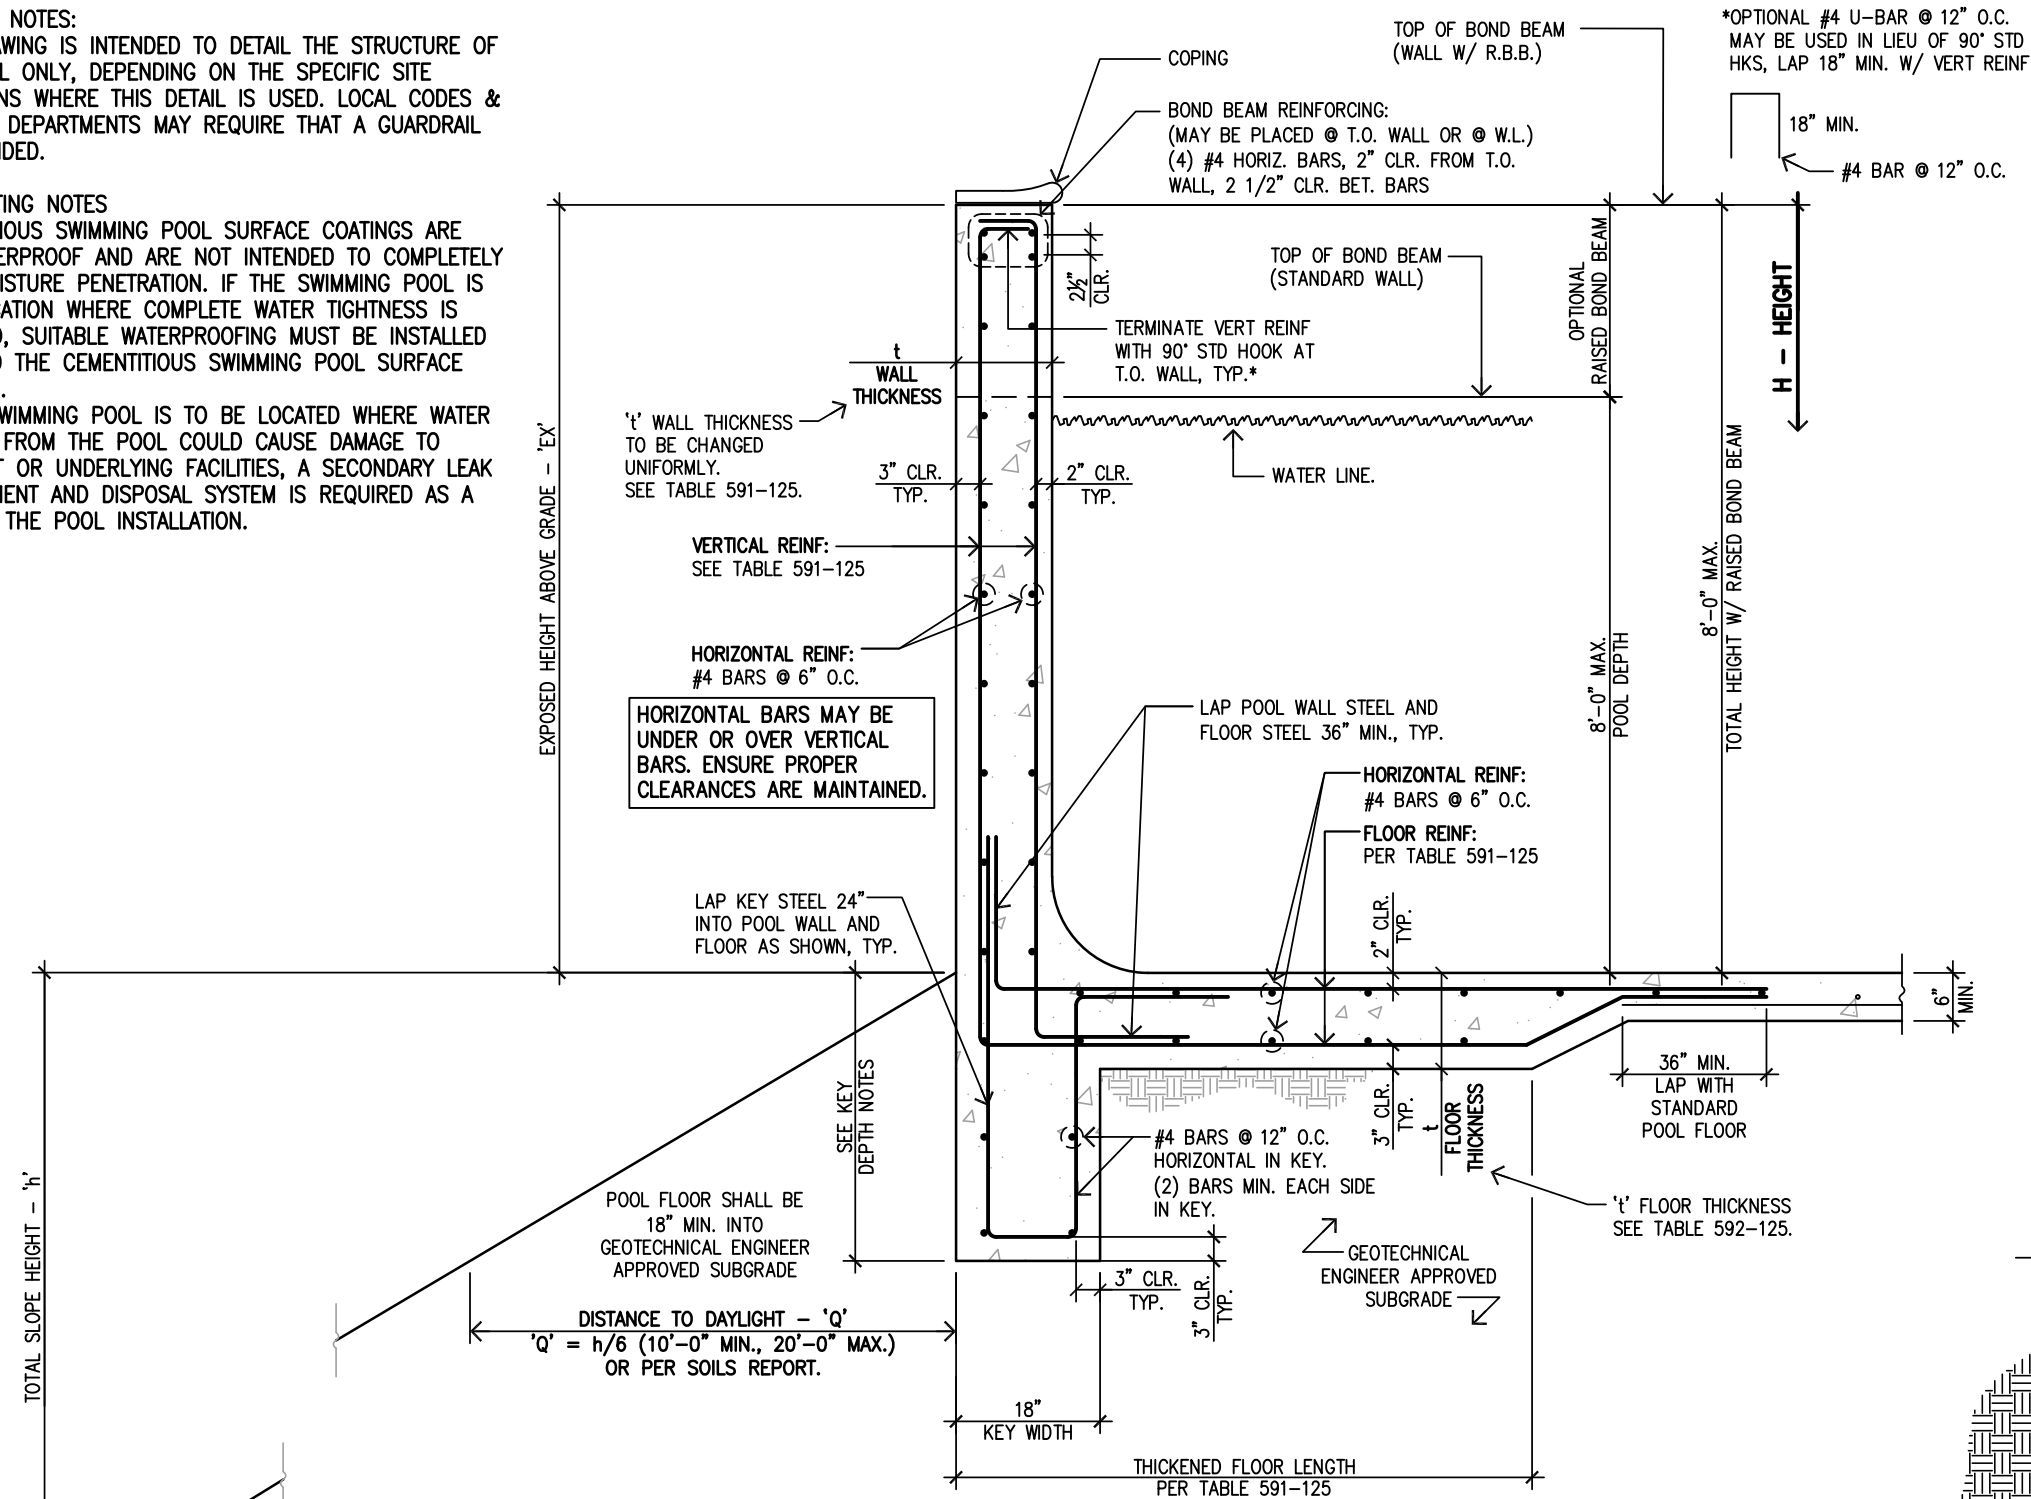 NOTES:
WING IS INTENDED TO DETAIL THE STRUCTURE OF
ONLY, DEPENDING ON THE SPECIFIC SITE
NS WHERE THIS DETAIL IS USED. LOCAL CODES &
DEPARTMENTS MAY REQUIRE THAT A GUARDRAIL
DED.
TING NOTES
IOUS SWIMMING POOL SURFACE COATINGS ARE
ERPROOF AND ARE NOT INTENDED TO COMPLETELY
ISTURE PENETRATION. IF THE SWIMMING POOL IS
CATION WHERE COMPLETE WATER TIGHTNESS IS
D, SUITABLE WATERPROOFING MUST BE INSTALLED
O THE CEMENTITIOUS SWIMMING POOL SURFACE
.
WIMMING POOL IS TO BE LOCATED WHERE WATER
FROM THE POOL COULD CAUSE DAMAGE TO
T OR UNDERLYING FACILITIES, A SECONDARY LEAK
MENT AND DISPOSAL SYSTEM IS REQUIRED AS A
THE POOL INSTALLATION.
COPING
BOND BEAM REINFORCING:
(MAY BE PLACED @ T.O. WALL OR @ W.L.)
(4) #4 HORIZ. BARS, 2" CLR. FROM T.O.
WALL, 2 1/2" CLR. BET. BARS
TOP OF BOND BEAM
(WALL W/ R.B.B.)
*OPTIONAL #4 U-BAR @ 12" O.C.
MAY BE USED IN LIEU OF 90° STD
HKS, LAP 18" MIN. W/ VERT REINF
18" MIN.
#4 BAR @ 12" O.C.
TOP OF BOND BEAM
(STANDARD WALL)
2½"
CLR.
OPTIONAL
RAISED BOND BEAM
H - HEIGHT
TERMINATE VERT REINF
WITH 90° STD HOOK AT
T.O. WALL, TYP.*
t
WALL
THICKNESS
't' WALL THICKNESS
TO BE CHANGED
UNIFORMLY.
SEE TABLE 591-125.
3" CLR.
TYP.
2" CLR.
TYP.
WATER LINE.
EXPOSED HEIGHT ABOVE GRADE - 'EX'
VERTICAL REINF:
SEE TABLE 591-125
HORIZONTAL REINF:
#4 BARS @ 6" O.C.
HORIZONTAL BARS MAY BE
UNDER OR OVER VERTICAL
BARS. ENSURE PROPER
CLEARANCES ARE MAINTAINED.
8'-0" MAX.
POOL DEPTH
8'-0" MAX.
TOTAL HEIGHT W/ RAISED BOND BEAM
LAP POOL WALL STEEL AND
FLOOR STEEL 36" MIN., TYP.
HORIZONTAL REINF:
#4 BARS @ 6" O.C.
FLOOR REINF:
PER TABLE 591-125
LAP KEY STEEL 24"
INTO POOL WALL AND
FLOOR AS SHOWN, TYP.
2" CLR.
TYP.
6"
MIN.
36" MIN.
LAP WITH
STANDARD
POOL FLOOR
SEE KEY
DEPTH NOTES
3" CLR.
TYP.
t
FLOOR
THICKNESS
#4 BARS @ 12" O.C.
HORIZONTAL IN KEY.
(2) BARS MIN. EACH SIDE
IN KEY.
't' FLOOR THICKNESS
SEE TABLE 592-125.
TOTAL SLOPE HEIGHT - 'h'
POOL FLOOR SHALL BE
18" MIN. INTO
GEOTECHNICAL ENGINEER
APPROVED SUBGRADE
GEOTECHNICAL
ENGINEER APPROVED
SUBGRADE
3" CLR.
TYP.
3" CLR.
TYP.
DISTANCE TO DAYLIGHT - 'Q'
'Q' = h/6 (10'-0" MIN., 20'-0" MAX.)
OR PER SOILS REPORT.
18"
KEY WIDTH
THICKENED FLOOR LENGTH
PER TABLE 591-125